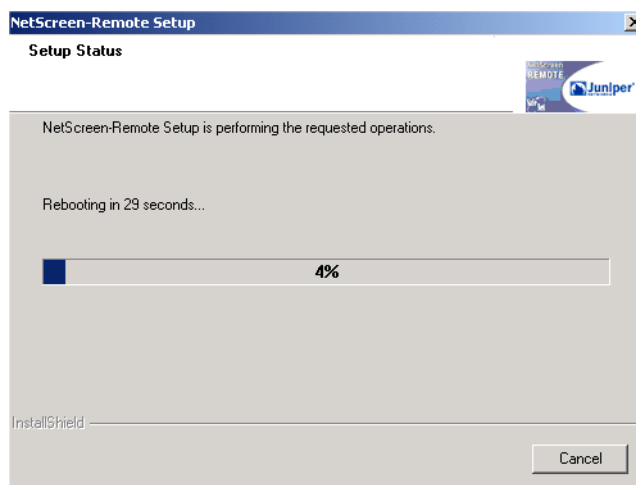 NetScreen-Remote Setup
Setup Status
NetScreen
REMOTE
Juniper
NETWORKS
NetScreen-Remote Setup is performing the requested operations.
Rebooting in 29 seconds...
4%
InstallShield
Cancel